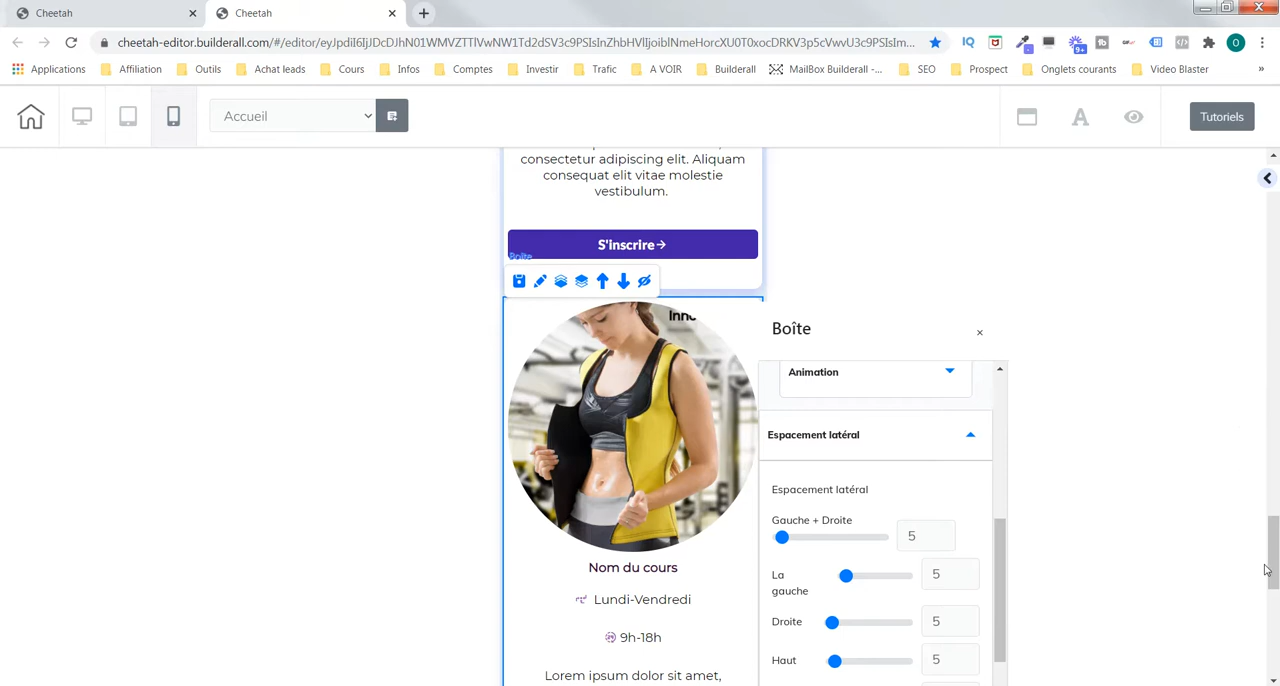 Cheetah
Cheetah
cheetah-editor.builderall.com/#/editor/
Applications Affiliation Outils Achat leads Cours Infos Comptes Investir Trafic A VOIR Builderall MailBox Builderall -... SEO Prospect Onglets courants Video Blaster »
Accueil
Tutoriels
consectetur adipiscing elit. Aliquam
consequat elit vitae molestie
vestibulum.
S'inscrire→
Boîte
Boîte
Animation
Espacement latéral
Espacement latéral
Gauche + Droite
5
La
gauche
5
Droite
5
Haut
5
Nom du cours
Lundi-Vendredi
9h-18h
Lorem ipsum dolor sit amet,